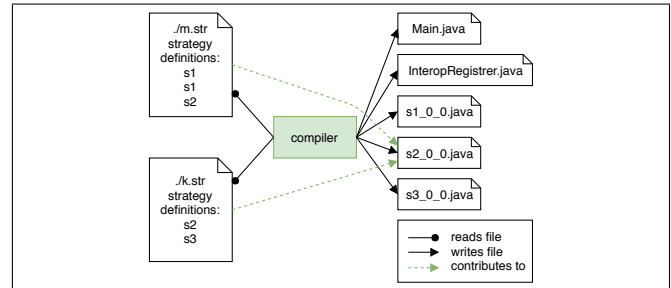 ./m.str
strategy
definitions:
s1
s1
s2
./k.str
strategy
definitions:
s2
s3
compiler
Main.java
InteropRegistrer.java
s1_0_0.java
s2_0_0.java
s3_0_0.java
reads file
writes file
contributes to